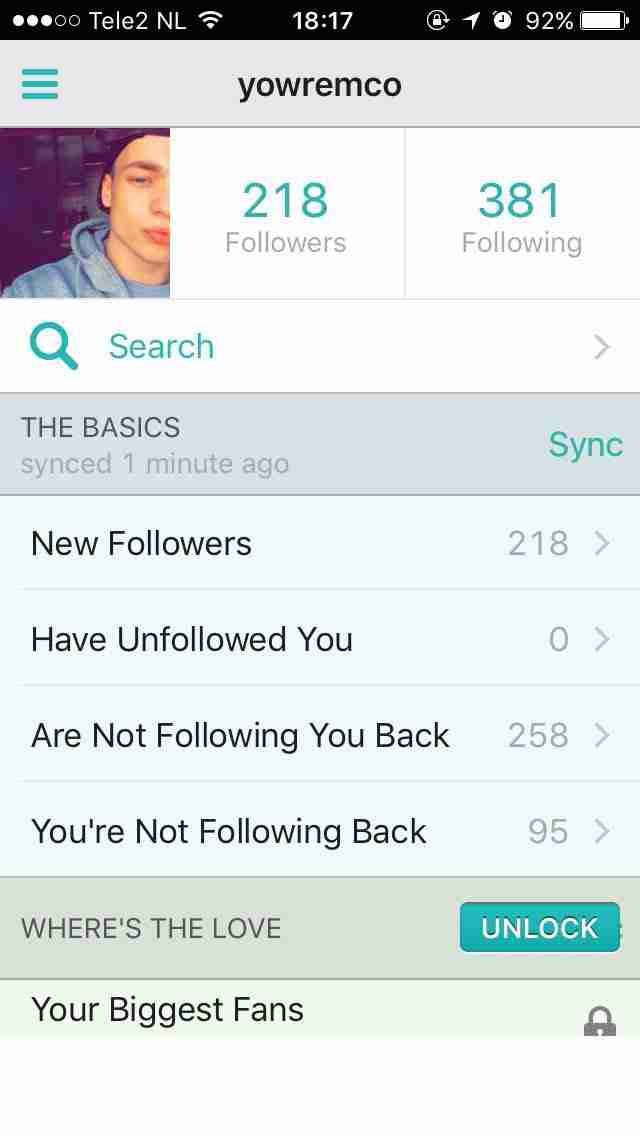 Tele2 NL 18:17 92%
yowremco
218 381
Followers Following
Search
THE BASICS
synced 1 minute ago Sync
New Followers 218
Have Unfollowed You 0
Are Not Following You Back 258
You're Not Following Back 95
WHERE'S THE LOVE UNLOCK
Your Biggest Fans